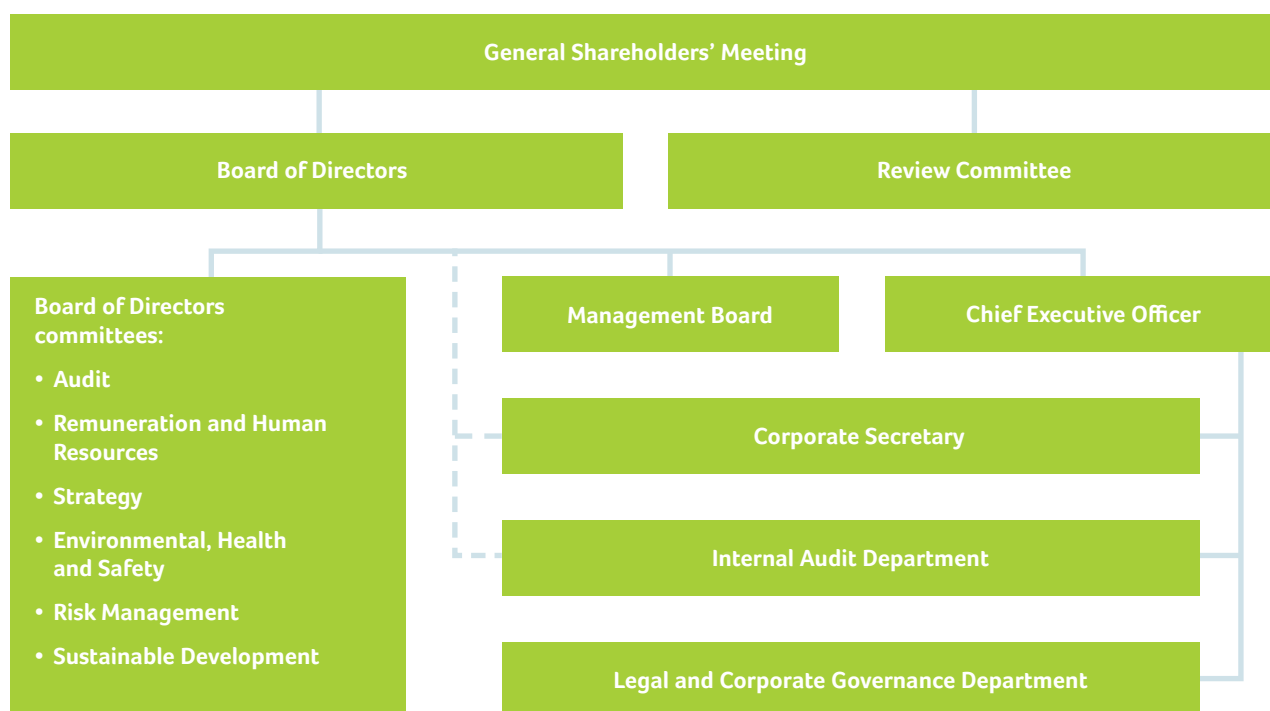 General Shareholders’ Meeting
Board of Directors
Review Committee
Board of Directors
committees:
• Audit
• Remuneration and Human
Resources
• Strategy
• Environmental, Health
and Safety
• Risk Management
• Sustainable Development
Management Board
Chief Executive Officer
Corporate Secretary
Internal Audit Department
Legal and Corporate Governance Department